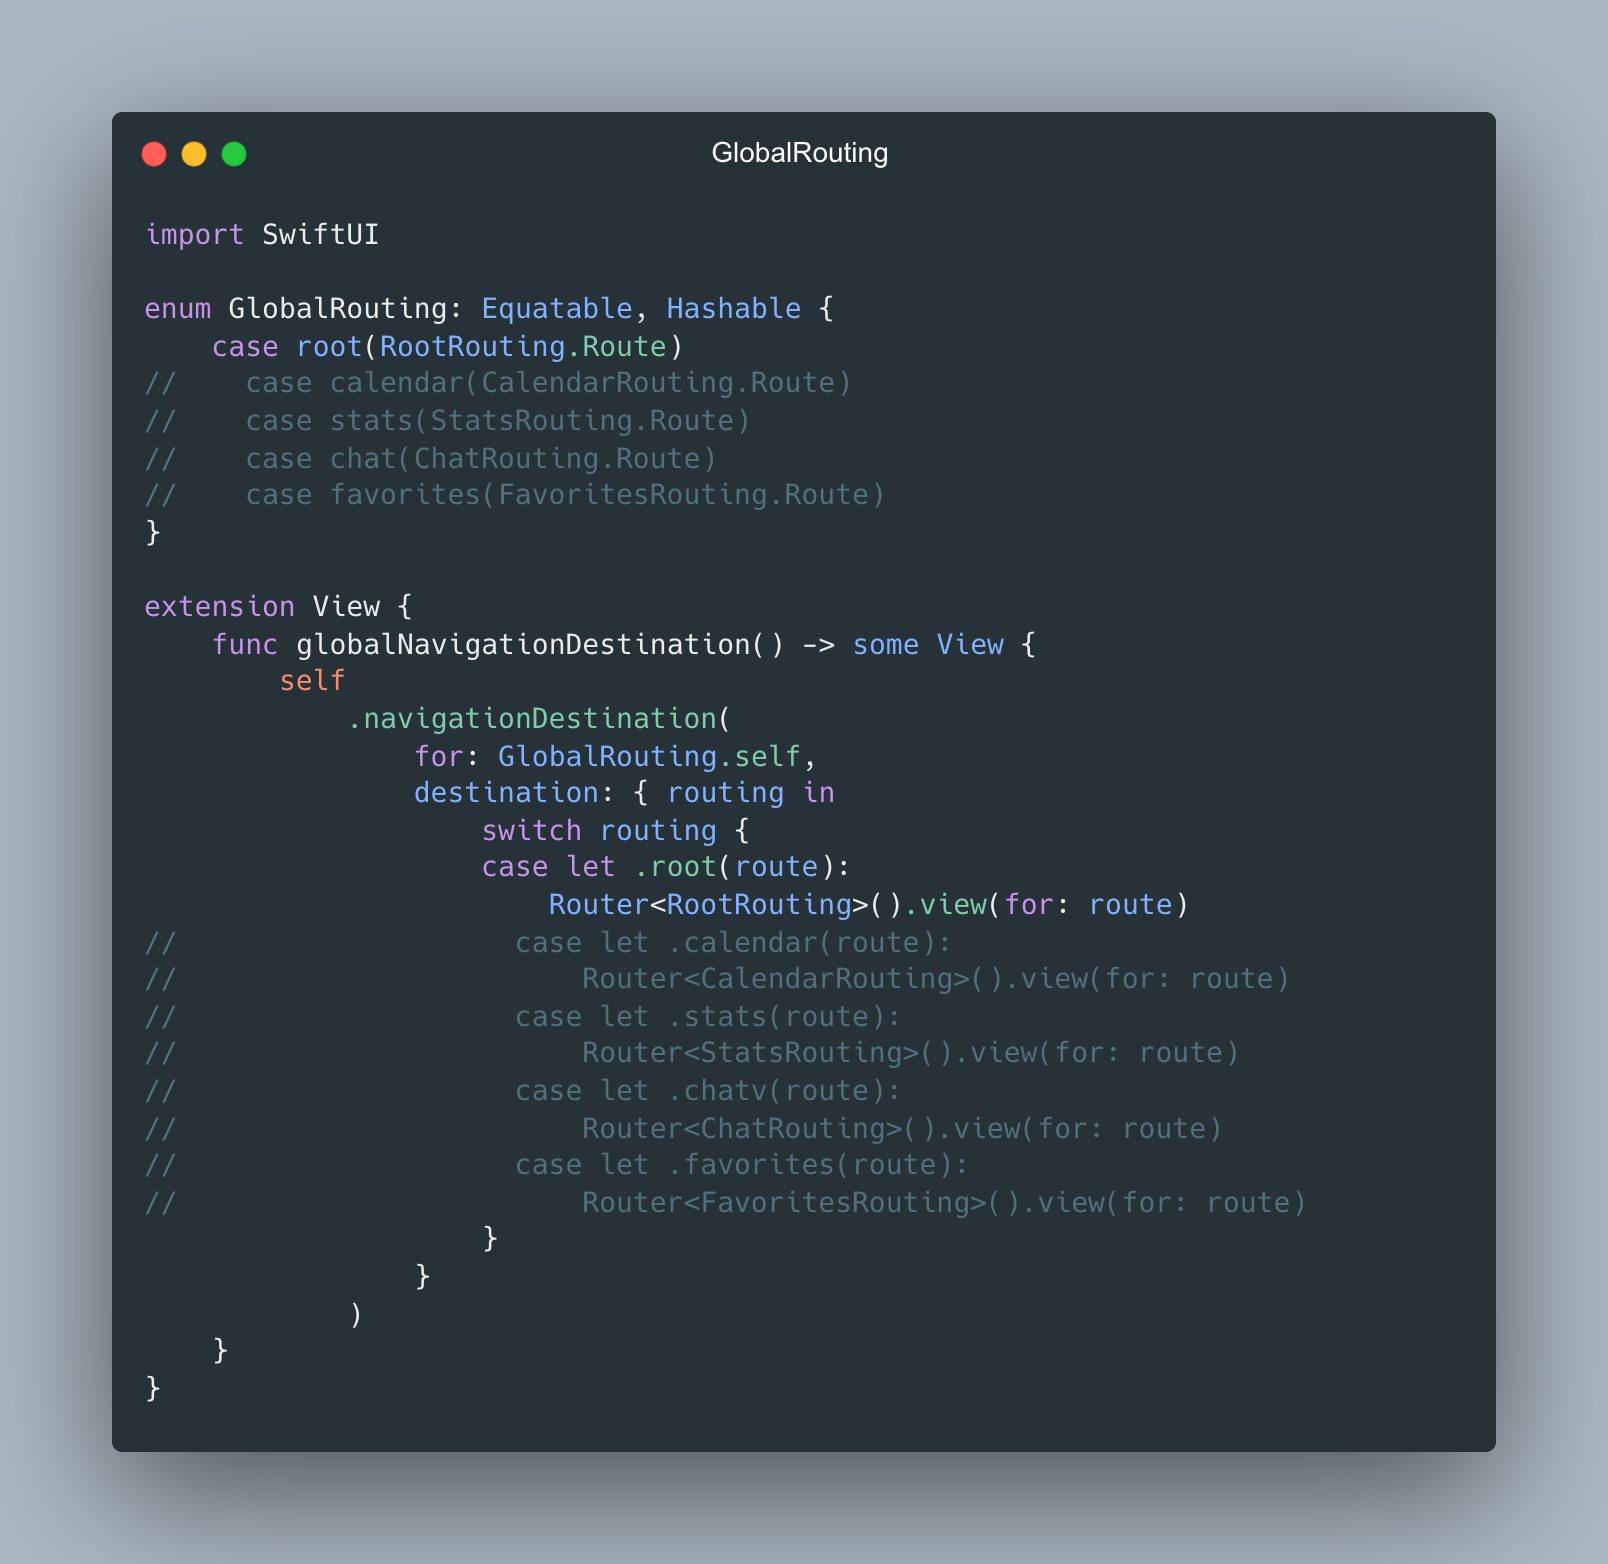 GlobalRouting
import SwiftUI
enum GlobalRouting: Equatable, Hashable {
    case root(RootRouting.Route)
//    case calendar(CalendarRouting.Route)
//    case stats(StatsRouting.Route)
//    case chat(ChatRouting.Route)
//    case favorites(FavoritesRouting.Route)
}
extension View {
    func globalNavigationDestination() -> some View {
        self
            .navigationDestination(
                for: GlobalRouting.self,
                destination: { routing in
                    switch routing {
                    case let .root(route):
                        Router<RootRouting>().view(for: route)
//                    case let .calendar(route):
//                        Router<CalendarRouting>().view(for: route)
//                    case let .stats(route):
//                        Router<StatsRouting>().view(for: route)
//                    case let .chatv(route):
//                        Router<ChatRouting>().view(for: route)
//                    case let .favorites(route):
//                        Router<FavoritesRouting>().view(for: route)
                    }
                }
            )
    }
}